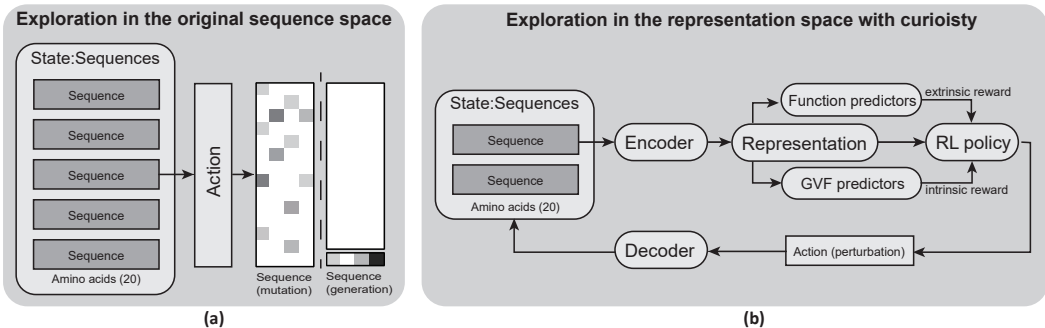 Exploration in the original sequence space
State:Sequences
Sequence
Sequence
Sequence
Sequence
Sequence
Amino acids (20)
Action
Sequence
(mutation)
Sequence
(generation)
(a)
Exploration in the representation space with curioisty
State:Sequences
Sequence
Sequence
Amino acids (20)
Encoder
Representation
Function predictors
extrinsic reward
GVF predictors
intrinsic reward
RL policy
Decoder
Action (perturbation)
(b)